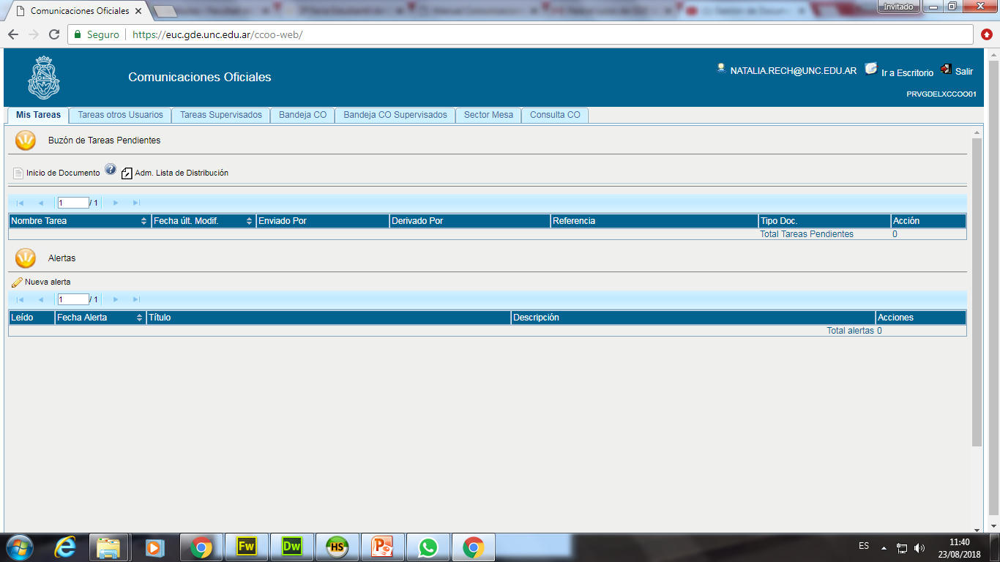 Comunicaciones Oficiales
Invitado
Seguro
https://euc.gde.unc.edu.ar/ccoo-web/
Comunicaciones Oficiales
NATALIA.RECH@UNC.EDU.AR Ir a Escritorio Salir
PRVGDELXCCOO01
Mis Tareas Tareas otros Usuarios Tareas Supervisados Bandeja CO Bandeja CO Supervisados Sector Mesa Consulta CO
Buzón de Tareas Pendientes
Inicio de Documento ? Adm. Lista de Distribución
1 / 1
Nombre Tarea Fecha últ. Modif. Enviado Por Derivado Por Referencia Tipo Doc. Acción
Total Tareas Pendientes 0
Alertas
Nueva alerta
1 / 1
Leído Fecha Alerta Título Descripción Acciones
Total alertas 0
Fw Dw HS P ES
11:40
23/08/2018